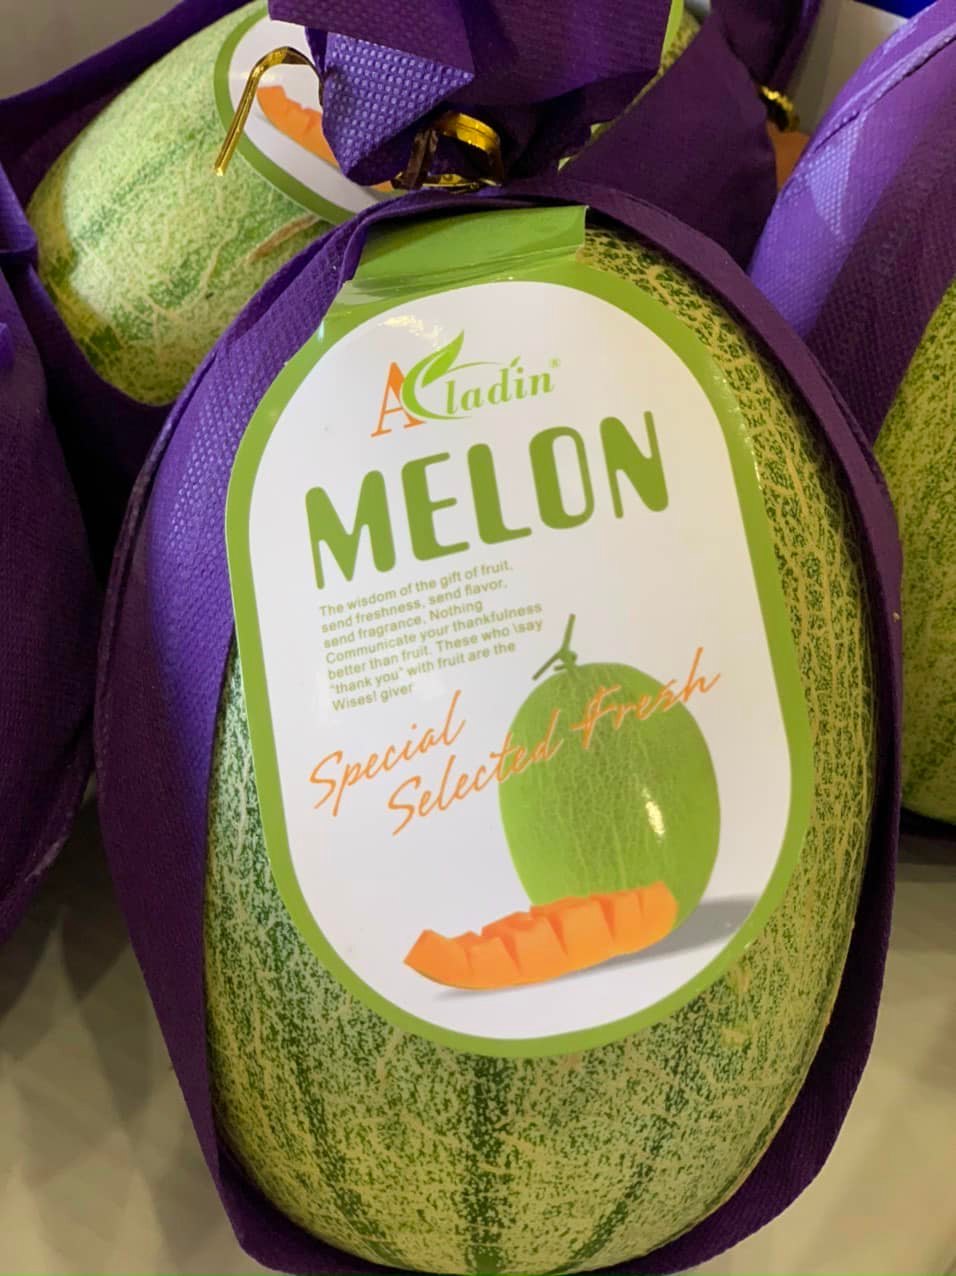 Acladin®
MELON
The wisdom of the gift of fruit,
send freshness, send flavor,
send fragrance, Nothing
Communicate your thankfulness
better than fruit. These who \say
"thank you" with fruit are the
Wises! giver
Special
Selected Fresh